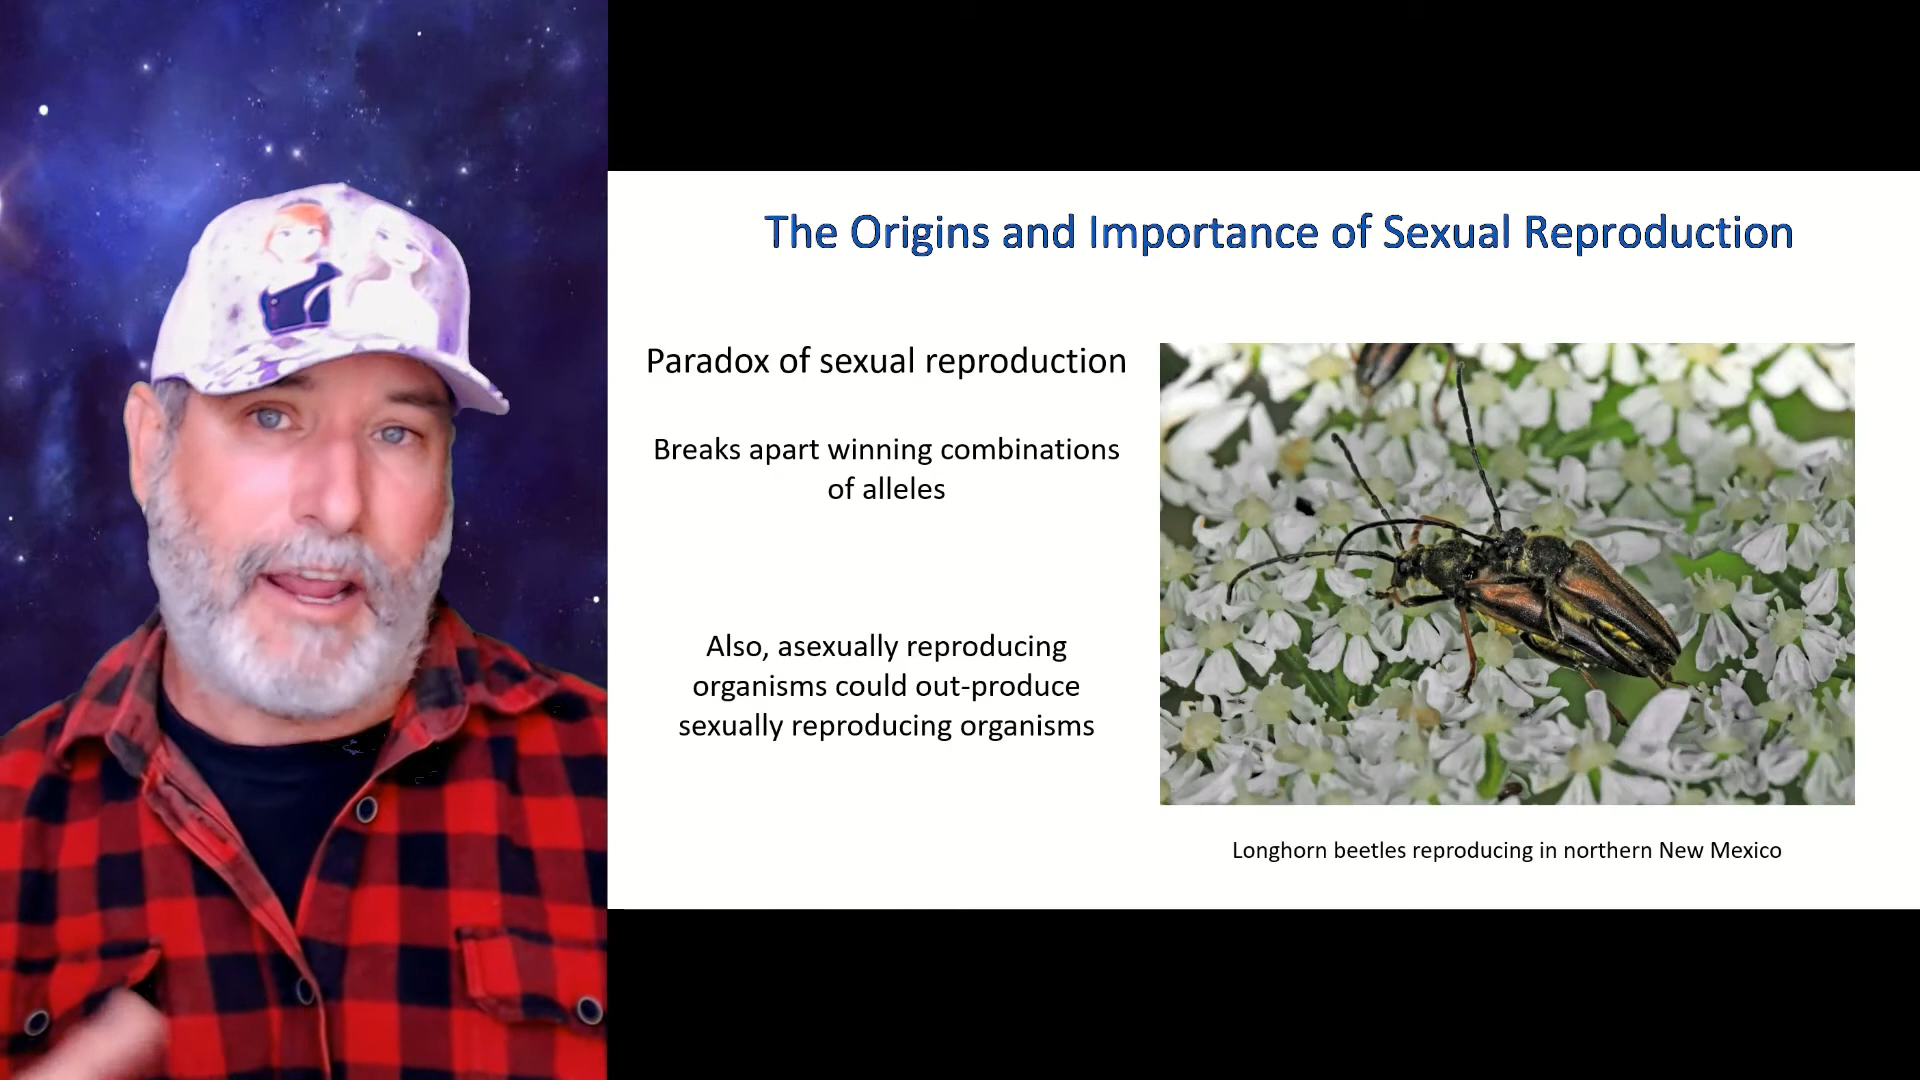 The Origins and Importance of Sexual Reproduction
Paradox of sexual reproduction
Breaks apart winning combinations
of alleles
Also, asexually reproducing
organisms could out-produce
sexually reproducing organisms
Longhorn beetles reproducing in northern New Mexico